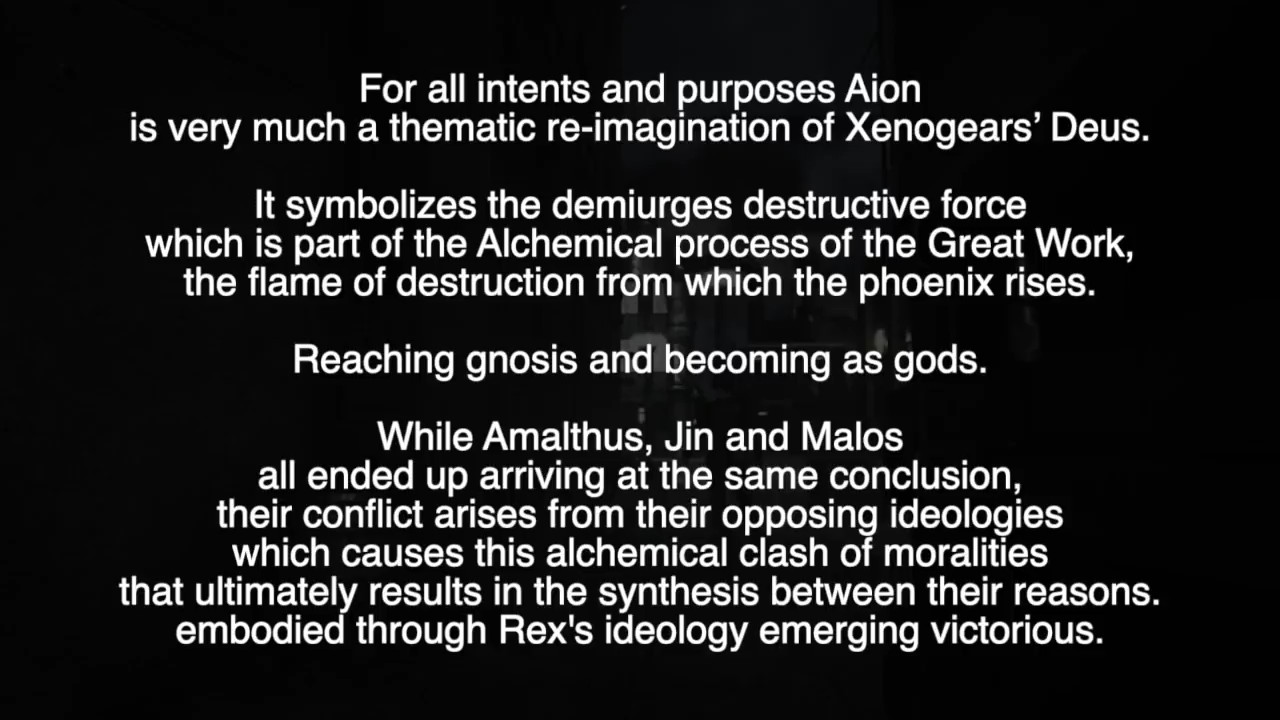 For all intents and purposes Aion
is very much a thematic re-imagination of Xenogears’ Deus.
It symbolizes the demiurges destructive force
which is part of the Alchemical process of the Great Work,
the flame of destruction from which the phoenix rises.
Reaching gnosis and becoming as gods.
While Amalthus, Jin and Malos
all ended up arriving at the same conclusion,
their conflict arises from their opposing ideologies
which causes this alchemical clash of moralities
that ultimately results in the synthesis between their reasons.
embodied through Rex's ideology emerging victorious.